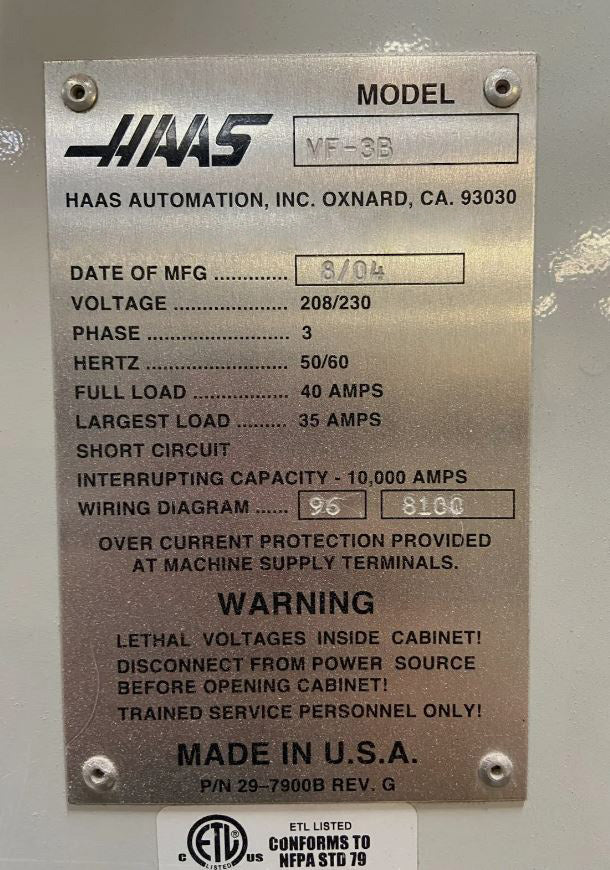 MODEL
HAAS
VF-3B
HAAS AUTOMATION, INC. OXNARD, CA. 93030
DATE OF MFG ............. 8/04
VOLTAGE .................... 208/230
PHASE ......................... 3
HERTZ ......................... 50/60
FULL LOAD ................. 40 AMPS
LARGEST LOAD ......... 35 AMPS
SHORT CIRCUIT
INTERRUPTING CAPACITY - 10,000 AMPS
WIRING DIAGRAM ...... 96 8100
OVER CURRENT PROTECTION PROVIDED
AT MACHINE SUPPLY TERMINALS.
WARNING
LETHAL VOLTAGES INSIDE CABINET!
DISCONNECT FROM POWER SOURCE
BEFORE OPENING CABINET!
TRAINED SERVICE PERSONNEL ONLY!
MADE IN U.S.A.
P/N 29-7900B REV. G
C ETL LISTED US
ETL LISTED
CONFORMS TO
NFPA STD 79